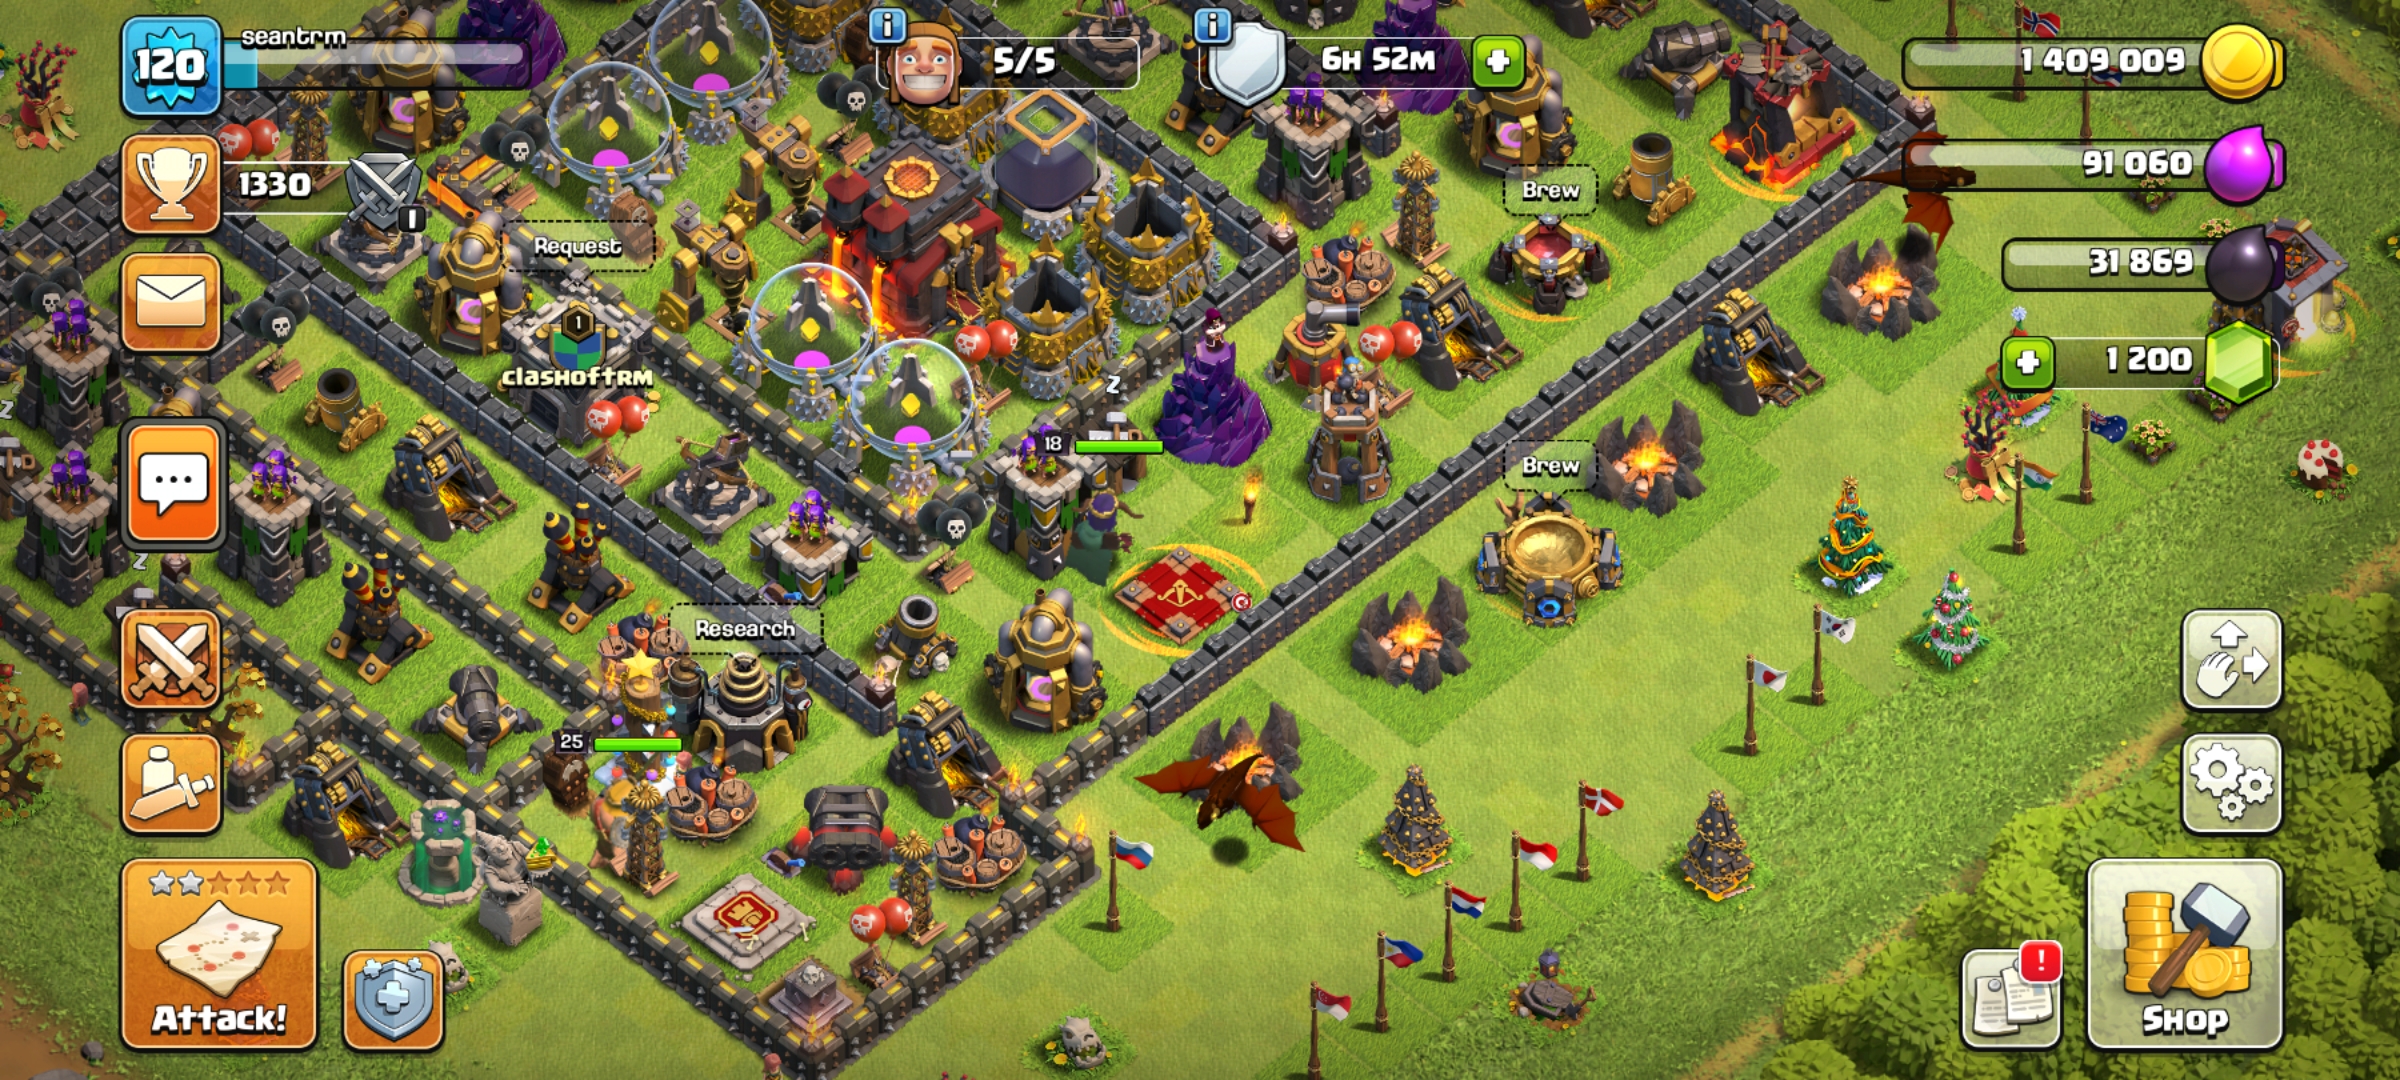 120
seantrm
5/5
6H 52M
1 409 009
1330
I
91 060
Brew
Request
31 869
1
clashofTRM
1 200
z
18
Brew
Research
25
Attack!
!
Shop